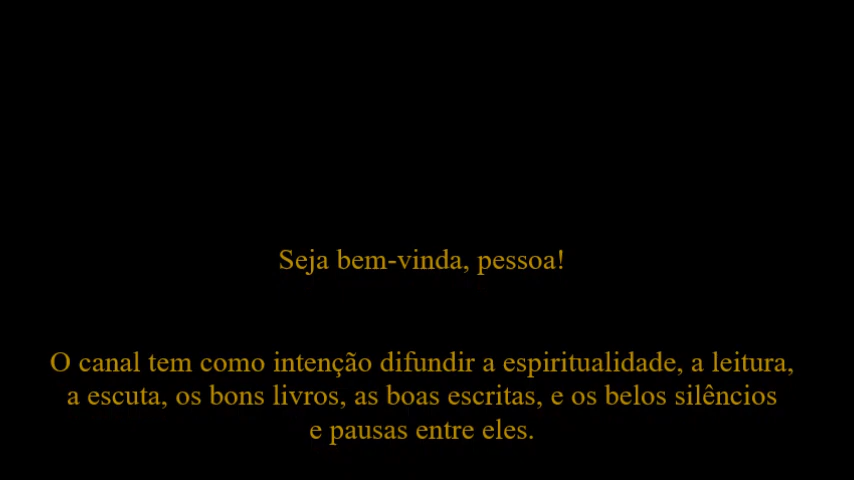 Seja bem-vinda, pessoa!
O canal tem como intenção difundir a espiritualidade, a leitura,
a escuta, os bons livros, as boas escritas, e os belos silêncios
e pausas entre eles.